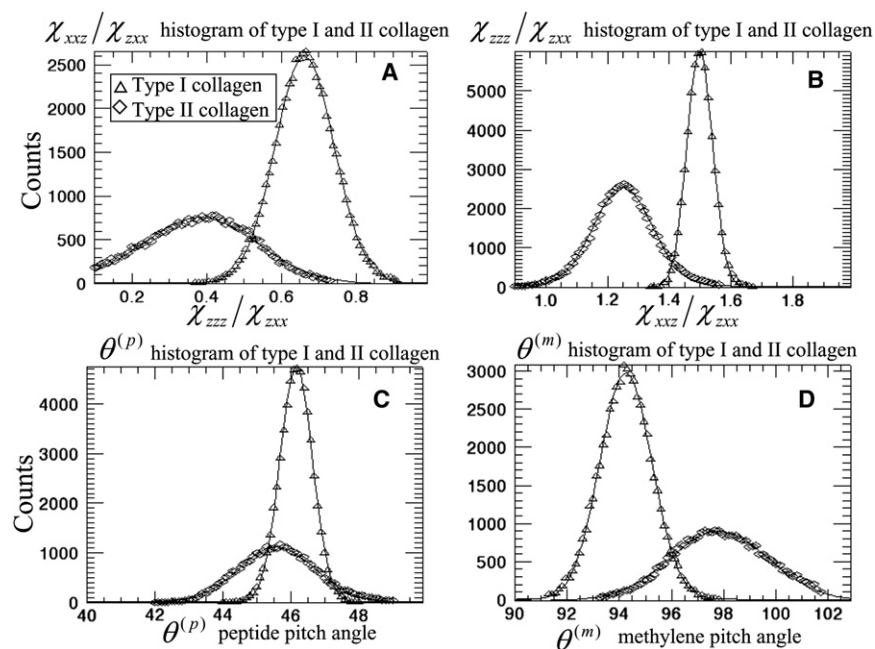 χxxz/χzxx histogram of type I and II collagen
A
2500
2000
1500
1000
500
0
Counts
Type I collagen
Type II collagen
0.2 0.4 0.6 0.8
χzzz/χzxx
χzzz/χzxx histogram of type I and II collagen
B
5000
4000
3000
2000
1000
0
1.0 1.2 1.4 1.6 1.8
χxxz/χzxx
θ(p) histogram of type I and II collagen
C
4000
3000
2000
1000
0
Counts
40 42 44 46 48
θ(p) peptide pitch angle
θ(m) histogram of type I and II collagen
D
3000
2500
2000
1500
1000
500
0
90 92 94 96 98 100 102
θ(m) methylene pitch angle